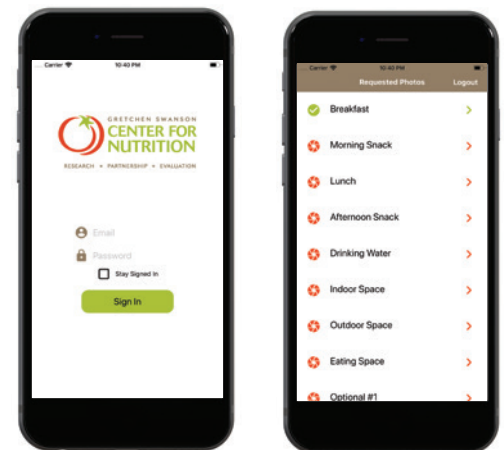 Carrier 10:40 PM
GRETCHEN SWANSON
CENTER FOR
NUTRITION
RESEARCH • PARTNERSHIP • EVALUATION
Email
Password
Stay Signed In
Sign In
Carrier 10:40 PM
Requested Photos Logout
Breakfast
Morning Snack
Lunch
Afternoon Snack
Drinking Water
Indoor Space
Outdoor Space
Eating Space
Optional #1